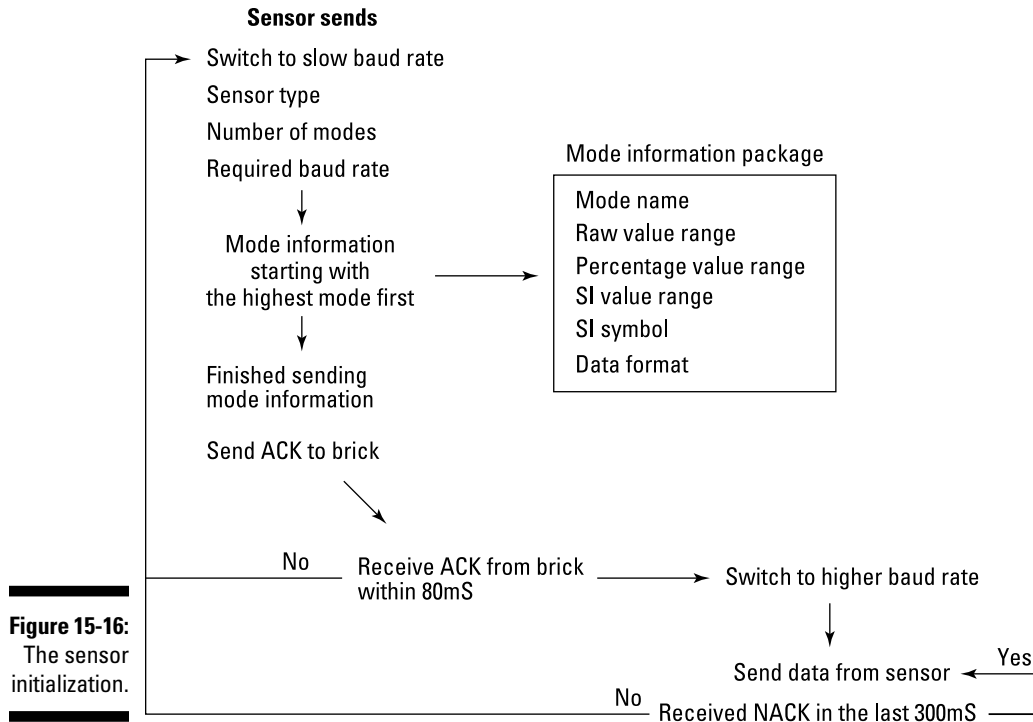 Sensor sends
Switch to slow baud rate
Sensor type
Number of modes
Required baud rate
Mode information
starting with
the highest mode first
Mode information package
Mode name
Raw value range
Percentage value range
SI value range
SI symbol
Data format
Finished sending
mode information
Send ACK to brick
No
Receive ACK from brick
within 80mS
Switch to higher baud rate
Send data from sensor
Yes
No
Received NACK in the last 300mS
Figure 15-16:
The sensor
initialization.